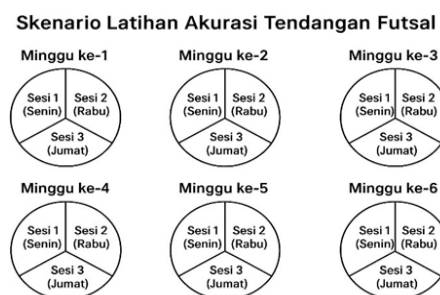 Skenario Latihan Akurasi Tendangan Futsal
Minggu ke-1
Sesi 1
(Senin)
Sesi 2
(Rabu)
Sesi 3
(Jumat)
Minggu ke-2
Sesi 1
(Senin)
Sesi 2
(Rabu)
Sesi 3
(Jumat)
Minggu ke-3
Sesi 1
(Senin)
Sesi 2
(Rabu)
Sesi 3
(Jumat)
Minggu ke-4
Sesi 1
(Senin)
Sesi 2
(Rabu)
Sesi 3
(Jumat)
Minggu ke-5
Sesi 1
(Senin)
Sesi 2
(Rabu)
Sesi 3
(Jumat)
Minggu ke-6
Sesi 1
(Senin)
Sesi 2
(Rabu)
Sesi 3
(Jumat)